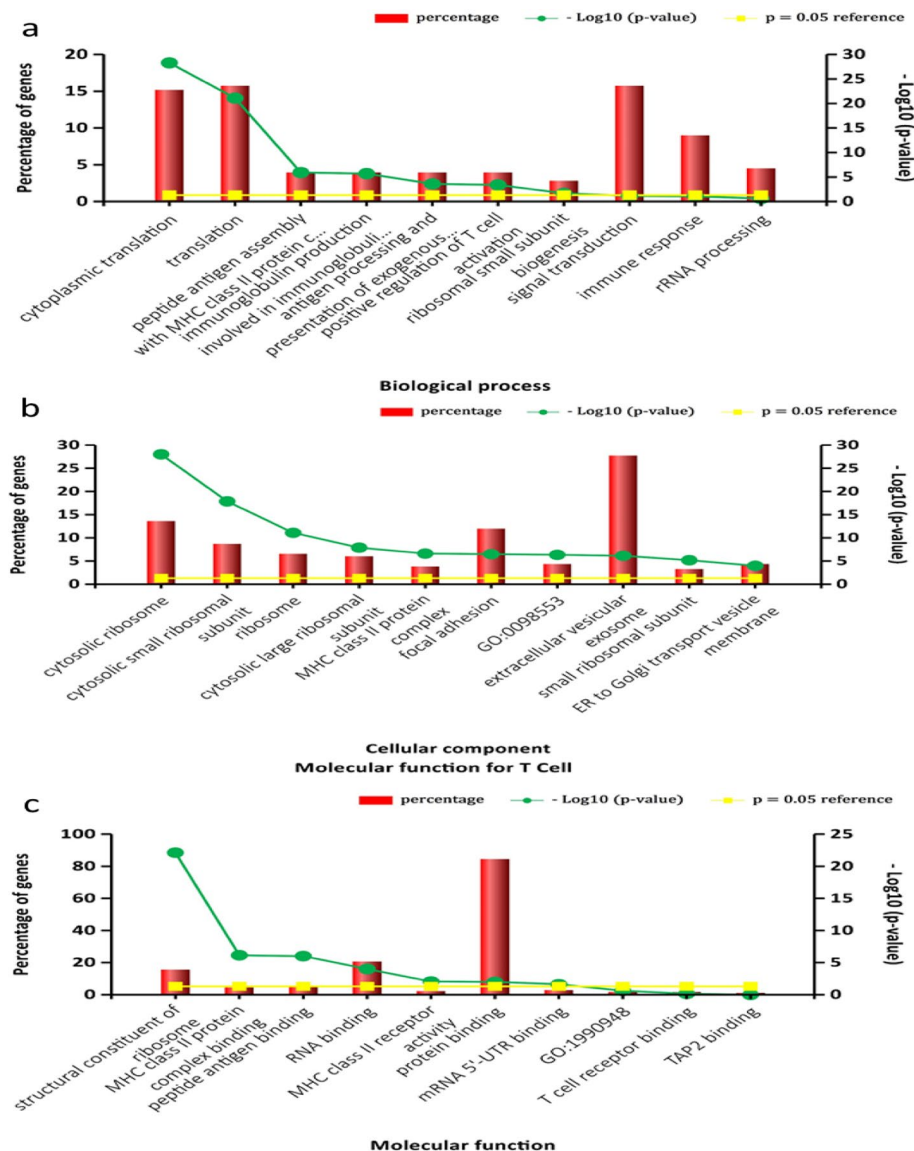 a
percentage
- Log10 (p-value)
p = 0.05 reference
Percentage of genes
20
15
10
5
0
30
25
20
15
10
5
0
- Log10 (p-value)
cytoplasmic translation
translation
peptide antigen assembly
with MHC class II protein c...
immunoglobulin production
involved in immunoglobuli...
antigen processing and
presentation of exogenous...
positive regulation of T cell
activation
ribosomal small subunit
biogenesis
signal transduction
immune response
rRNA processing
Biological process
b
percentage
- Log10 (p-value)
p = 0.05 reference
Percentage of genes
30
25
20
15
10
5
0
30
25
20
15
10
5
0
- Log10 (p-value)
cytosolic ribosome
cytosolic small ribosomal
subunit
ribosome
cytosolic large ribosomal
subunit
MHC class II protein
complex
focal adhesion
GO:0098553
extracellular vesicular
exosome
small ribosomal subunit
ER to Golgi transport vesicle
membrane
Cellular component
Molecular function for T Cell
c
percentage
- Log10 (p-value)
p = 0.05 reference
Percentage of genes
100
80
60
40
20
0
25
20
15
10
5
0
- Log10 (p-value)
structural constituent of
ribosome
MHC class II protein
complex binding
peptide antigen binding
RNA binding
MHC class II receptor
activity
protein binding
mRNA 5'-UTR binding
GO:1990948
T cell receptor binding
TAP2 binding
Molecular function